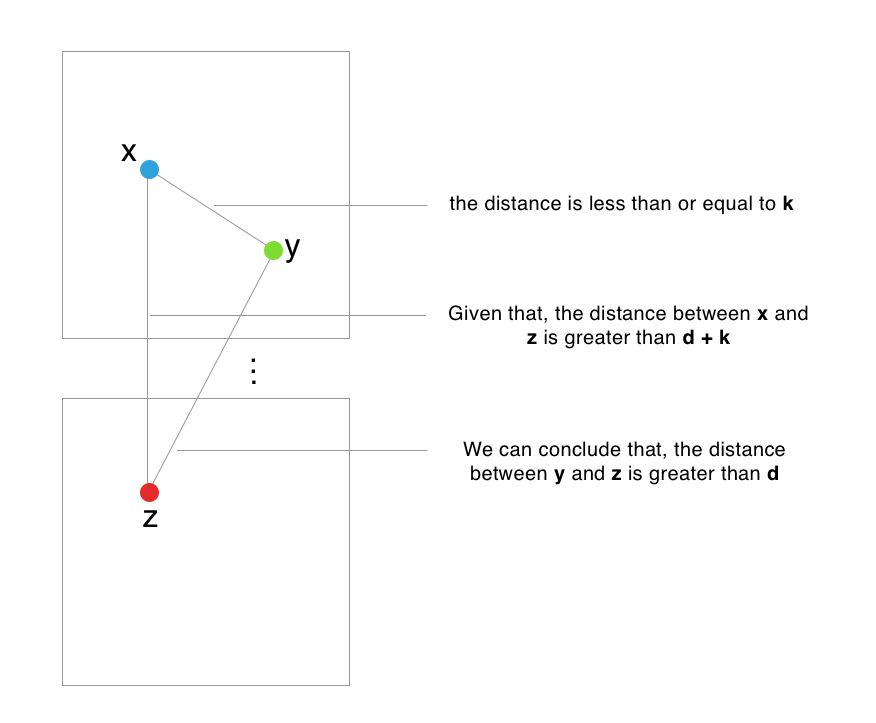 x
the distance is less than or equal to k
y
Given that, the distance between x and
z is greater than d + k
We can conclude that, the distance
between y and z is greater than d
z